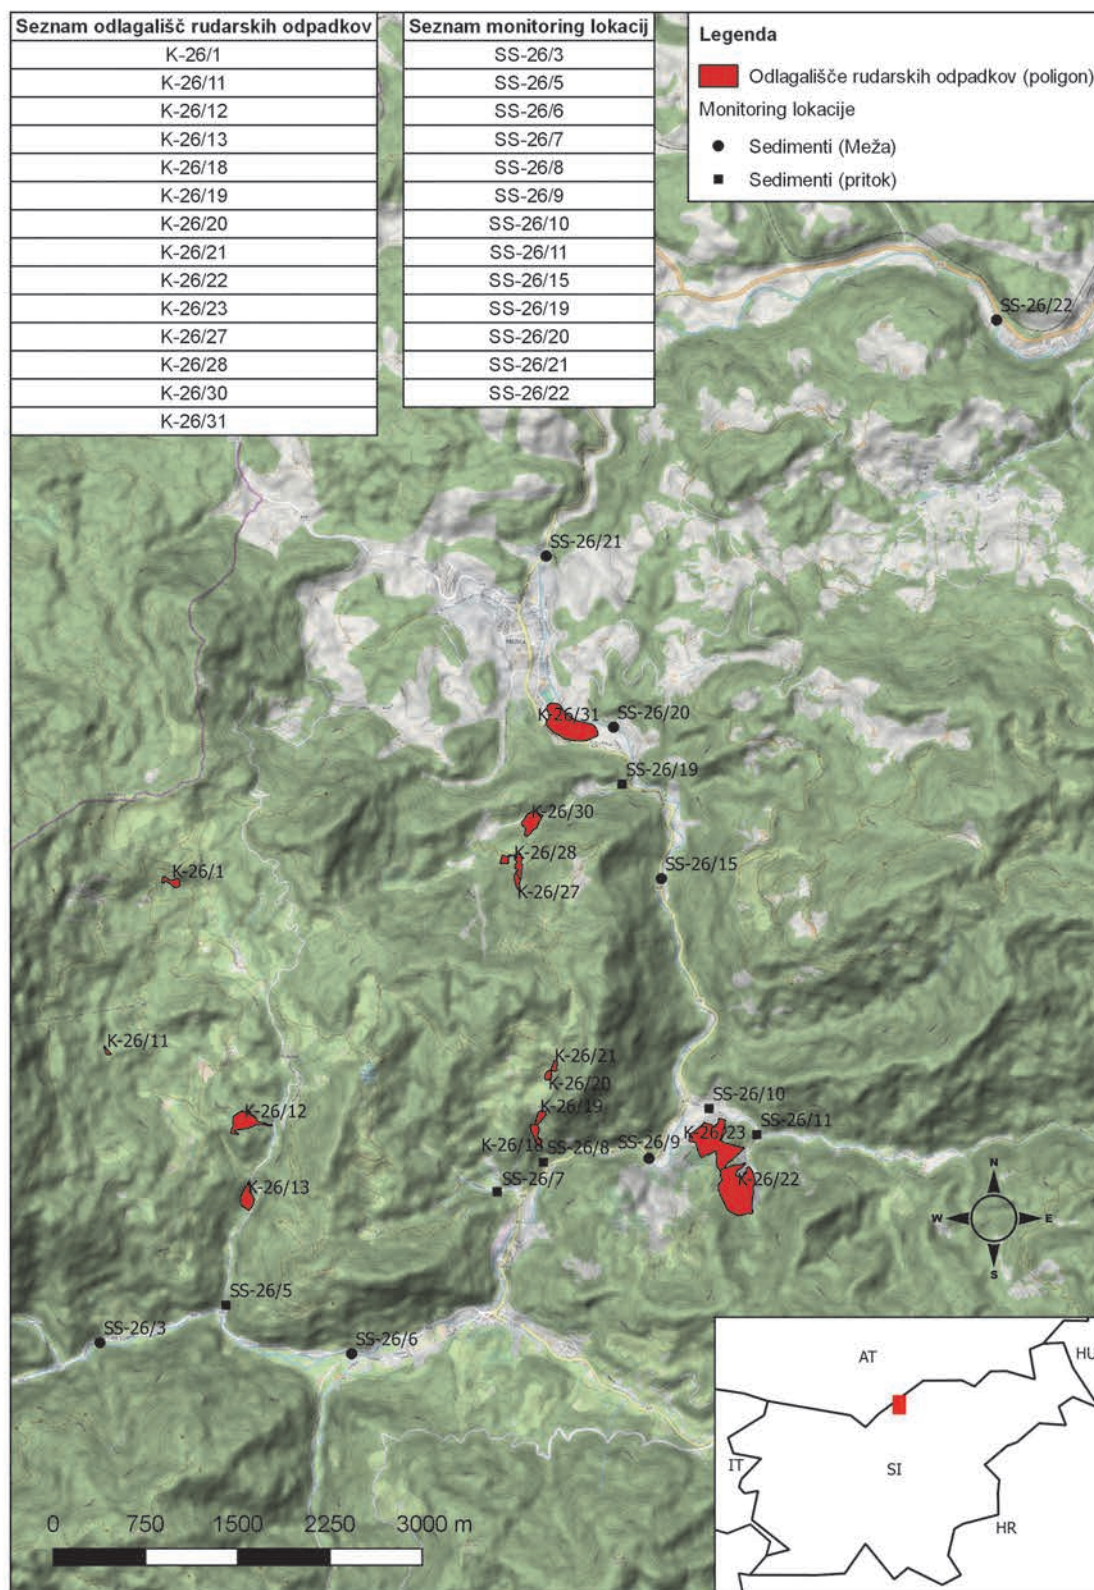 Seznam odlagališč rudarskih odpadkov
K-26/1
K-26/11
K-26/12
K-26/13
K-26/18
K-26/19
K-26/20
K-26/21
K-26/22
K-26/23
K-26/27
K-26/28
K-26/30
K-26/31
Seznam monitoring lokacij
SS-26/3
SS-26/5
SS-26/6
SS-26/7
SS-26/8
SS-26/9
SS-26/10
SS-26/11
SS-26/15
SS-26/19
SS-26/20
SS-26/21
SS-26/22
Legenda
Odlagališče rudarskih odpadkov (poligon)
Monitoring lokacije
Sedimenti (Meža)
Sedimenti (pritok)
SS-26/22
SS-26/21
K-26/31
SS-26/20
SS-26/19
K-26/30
K-26/28
K-26/27
SS-26/15
K-26/1
K-26/11
K-26/12
K-26/13
K-26/21
K-26/20
K-26/19
K-26/18
SS-26/8
SS-26/7
SS-26/9
SS-26/10
K-26/23
SS-26/11
K-26/22
SS-26/5
SS-26/3
SS-26/6
N
W
E
S
0 750 1500 2250 3000 m
AT
HU
IT
SI
HR